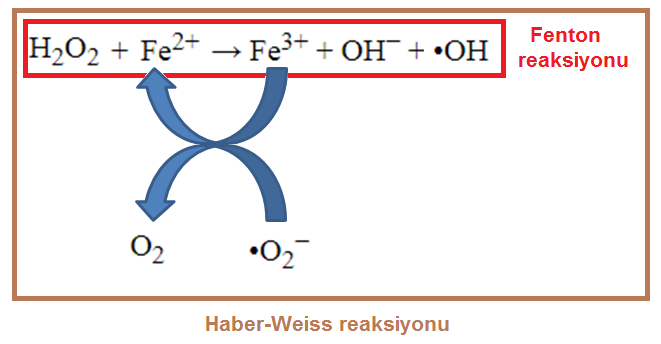 H₂O₂ + Fe²⁺ → Fe³⁺ + OH⁻ + •OH
Fenton
reaksiyonu
O₂
•O₂⁻
Haber-Weiss reaksiyonu